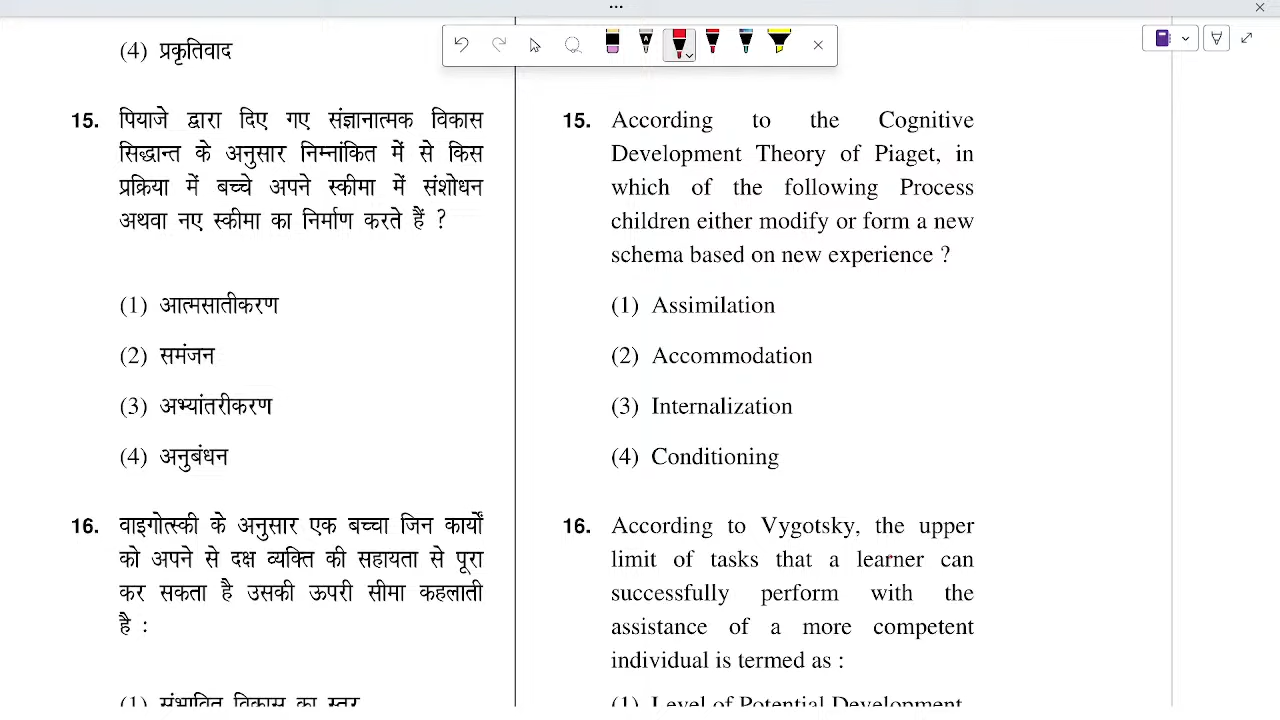 (4) प्रकृतिवाद
15. पियाजे द्वारा दिए गए संज्ञानात्मक विकास
सिद्धान्त के अनुसार निम्नांकित में से किस
प्रक्रिया में बच्चे अपने स्कीमा में संशोधन
अथवा नए स्कीमा का निर्माण करते हैं ?
(1) आत्मसातीकरण
(2) समंजन
(3) अभ्यांतरीकरण
(4) अनुबंधन
16. वाइगोत्स्की के अनुसार एक बच्चा जिन कार्यों
को अपने से दक्ष व्यक्ति की सहायता से पूरा
कर सकता है उसकी ऊपरी सीमा कहलाती
है :
(1) संभावित विकास का स्तर
15. According to the Cognitive
Development Theory of Piaget, in
which of the following Process
children either modify or form a new
schema based on new experience ?
(1) Assimilation
(2) Accommodation
(3) Internalization
(4) Conditioning
16. According to Vygotsky, the upper
limit of tasks that a learner can
successfully perform with the
assistance of a more competent
individual is termed as :
(1) Level of Potential Development